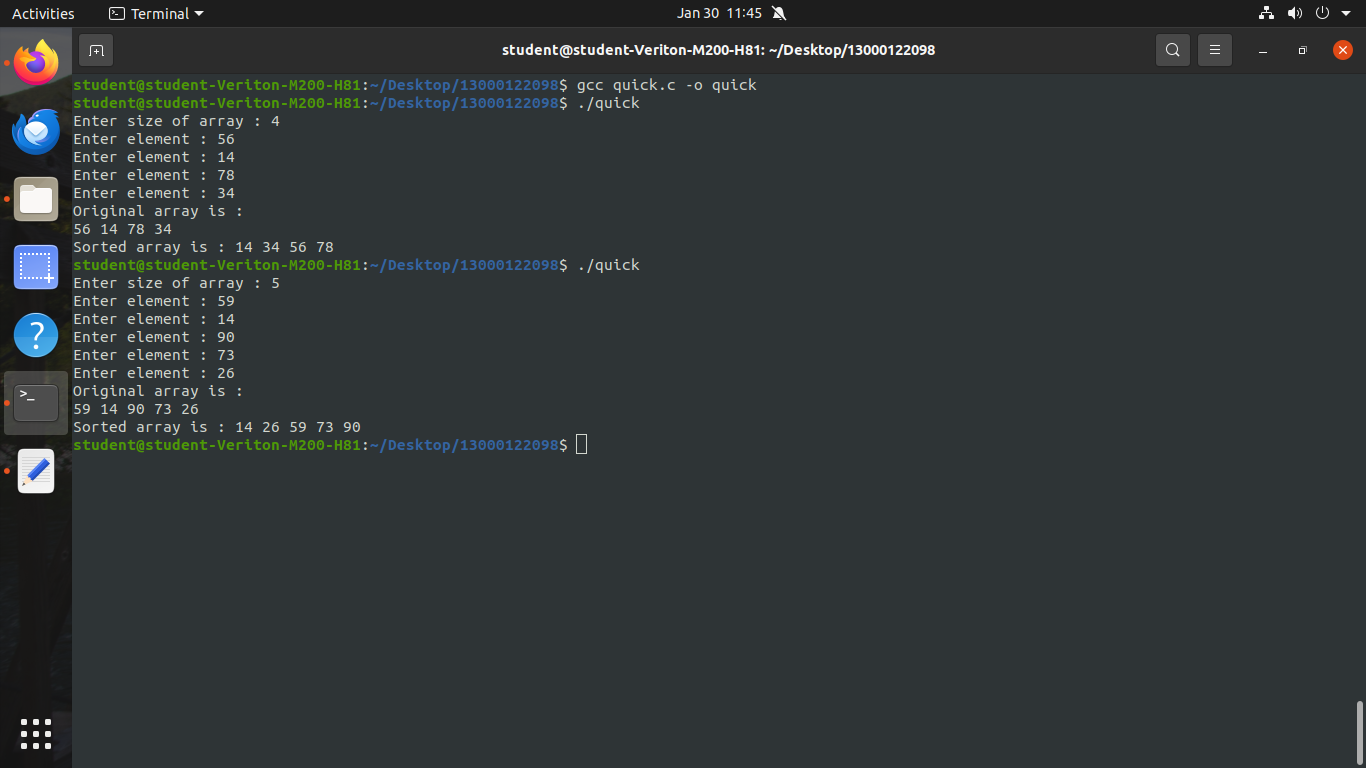 Activities Terminal Jan 30 11:45
student@student-Veriton-M200-H81: ~/Desktop/13000122098
student@student-Veriton-M200-H81:~/Desktop/13000122098$ gcc quick.c -o quick
student@student-Veriton-M200-H81:~/Desktop/13000122098$ ./quick
Enter size of array : 4
Enter element : 56
Enter element : 14
Enter element : 78
Enter element : 34
Original array is :
56 14 78 34
Sorted array is : 14 34 56 78
student@student-Veriton-M200-H81:~/Desktop/13000122098$ ./quick
Enter size of array : 5
Enter element : 59
Enter element : 14
Enter element : 90
Enter element : 73
Enter element : 26
Original array is :
59 14 90 73 26
Sorted array is : 14 26 59 73 90
student@student-Veriton-M200-H81:~/Desktop/13000122098$